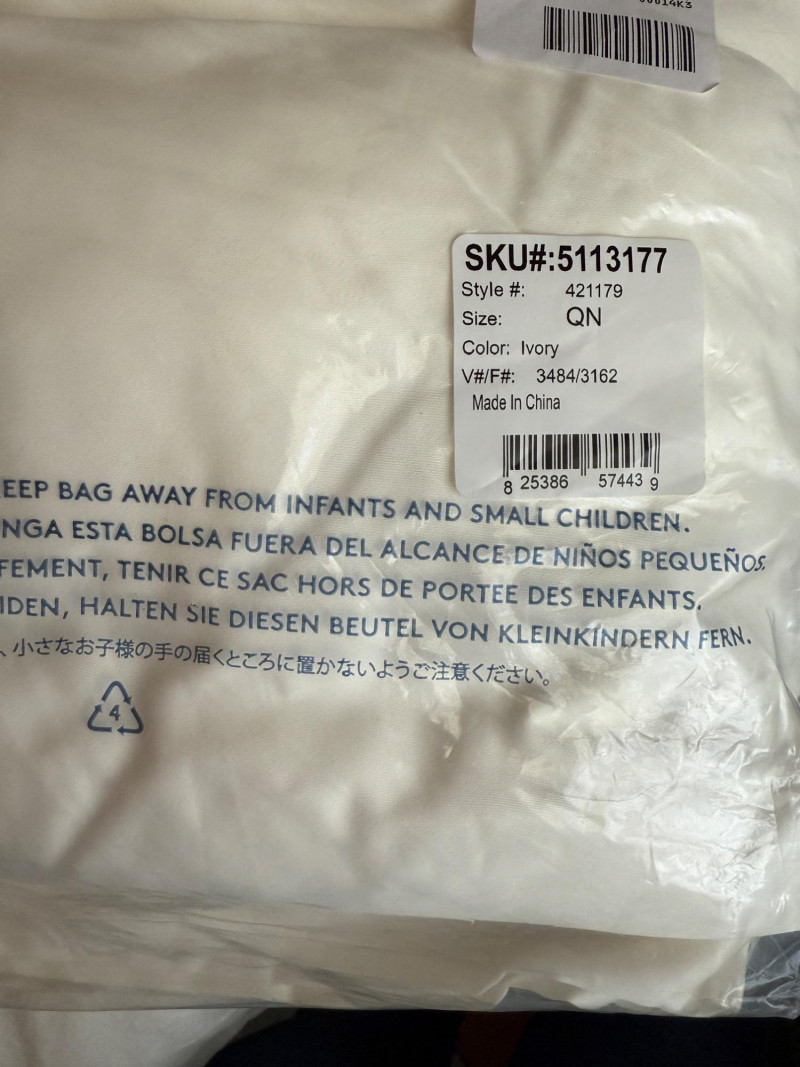 00014K3
SKU#:5113177
Style #: 421179
Size: QN
Color: Ivory
V#/F#: 3484/3162
Made In China
8 25386 57443 9
EEP BAG AWAY FROM INFANTS AND SMALL CHILDREN.
NGA ESTA BOLSA FUERA DEL ALCANCE DE NIÑOS PEQUEÑOS.
FEMENT, TENIR CE SAC HORS DE PORTEE DES ENFANTS.
IDEN, HALTEN SIE DIESEN BEUTEL VON KLEINKINDERN FERN.
、小さなお子様の手の届くところに置かないようご注意ください。
4